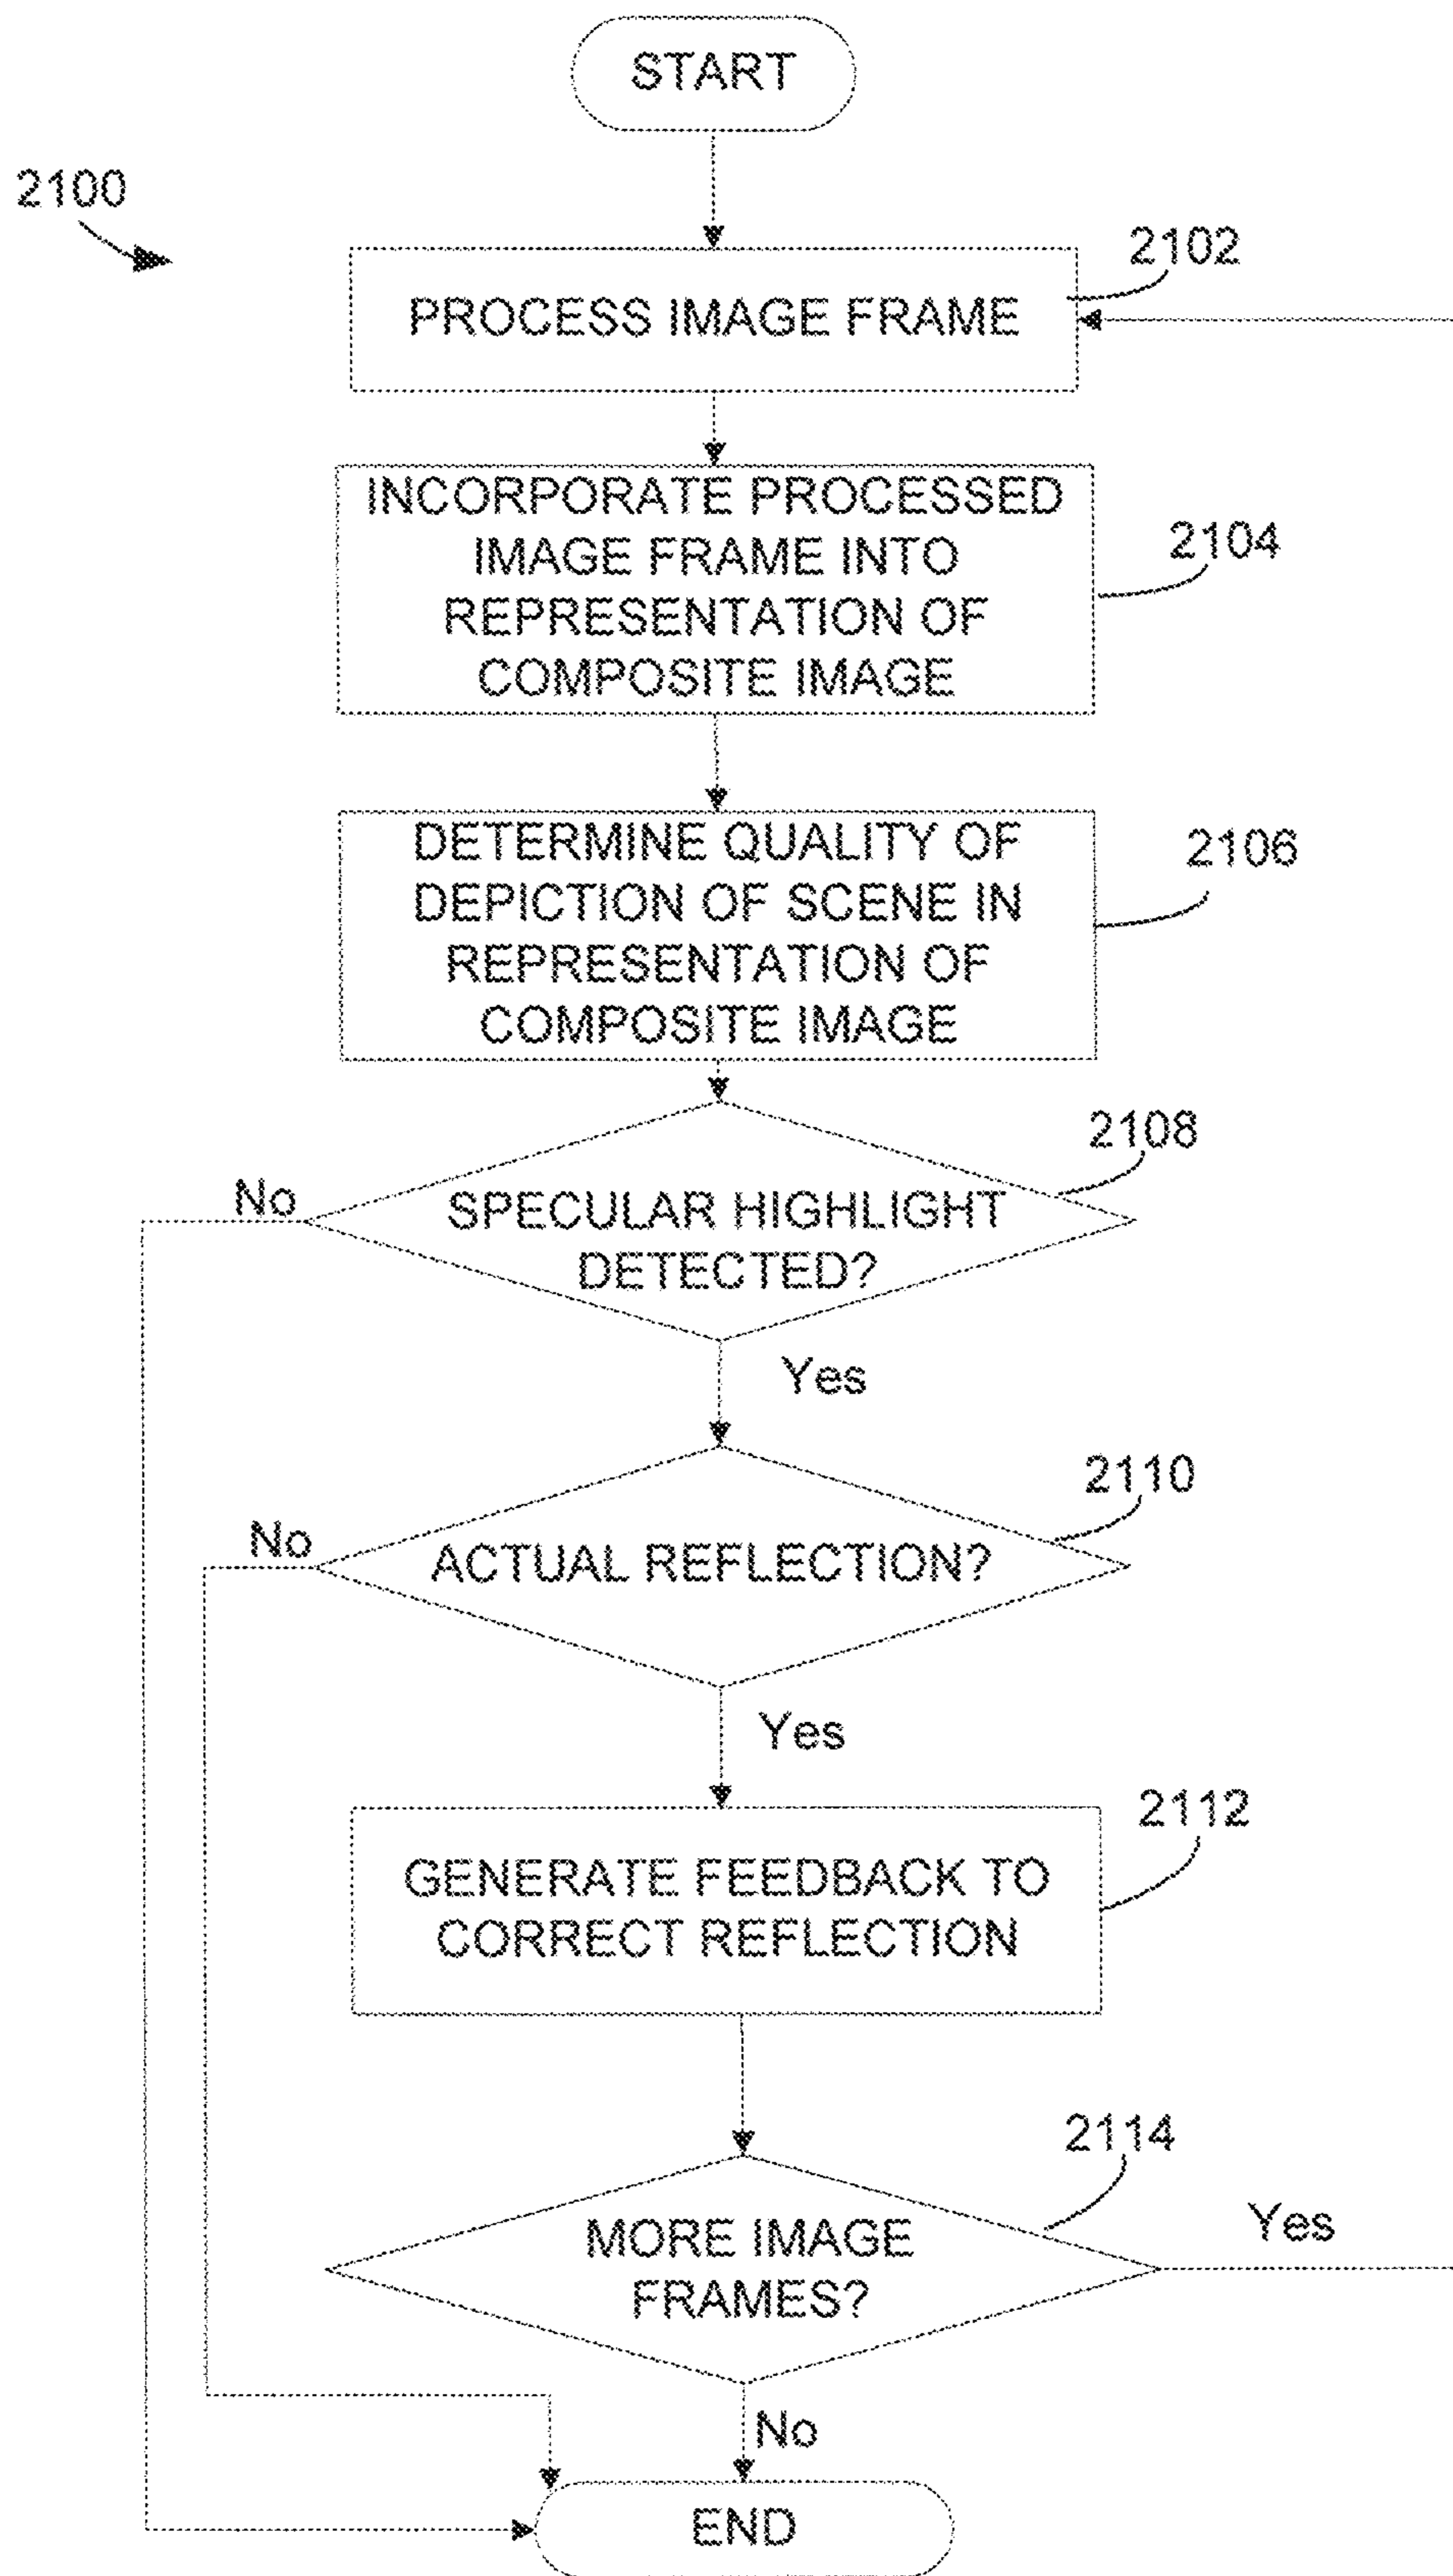 START
2100
2102
PROCESS IMAGE FRAME
INCORPORATE PROCESSED
IMAGE FRAME INTO
REPRESENTATION OF
COMPOSITE IMAGE
2104
DETERMINE QUALITY OF
DEPICTION OF SCENE IN
REPRESENTATION OF
COMPOSITE IMAGE
2106
2108
No
SPECULAR HIGHLIGHT
DETECTED?
Yes
2110
No
ACTUAL REFLECTION?
Yes
2112
GENERATE FEEDBACK TO
CORRECT REFLECTION
2114
MORE IMAGE
FRAMES?
Yes
No
END